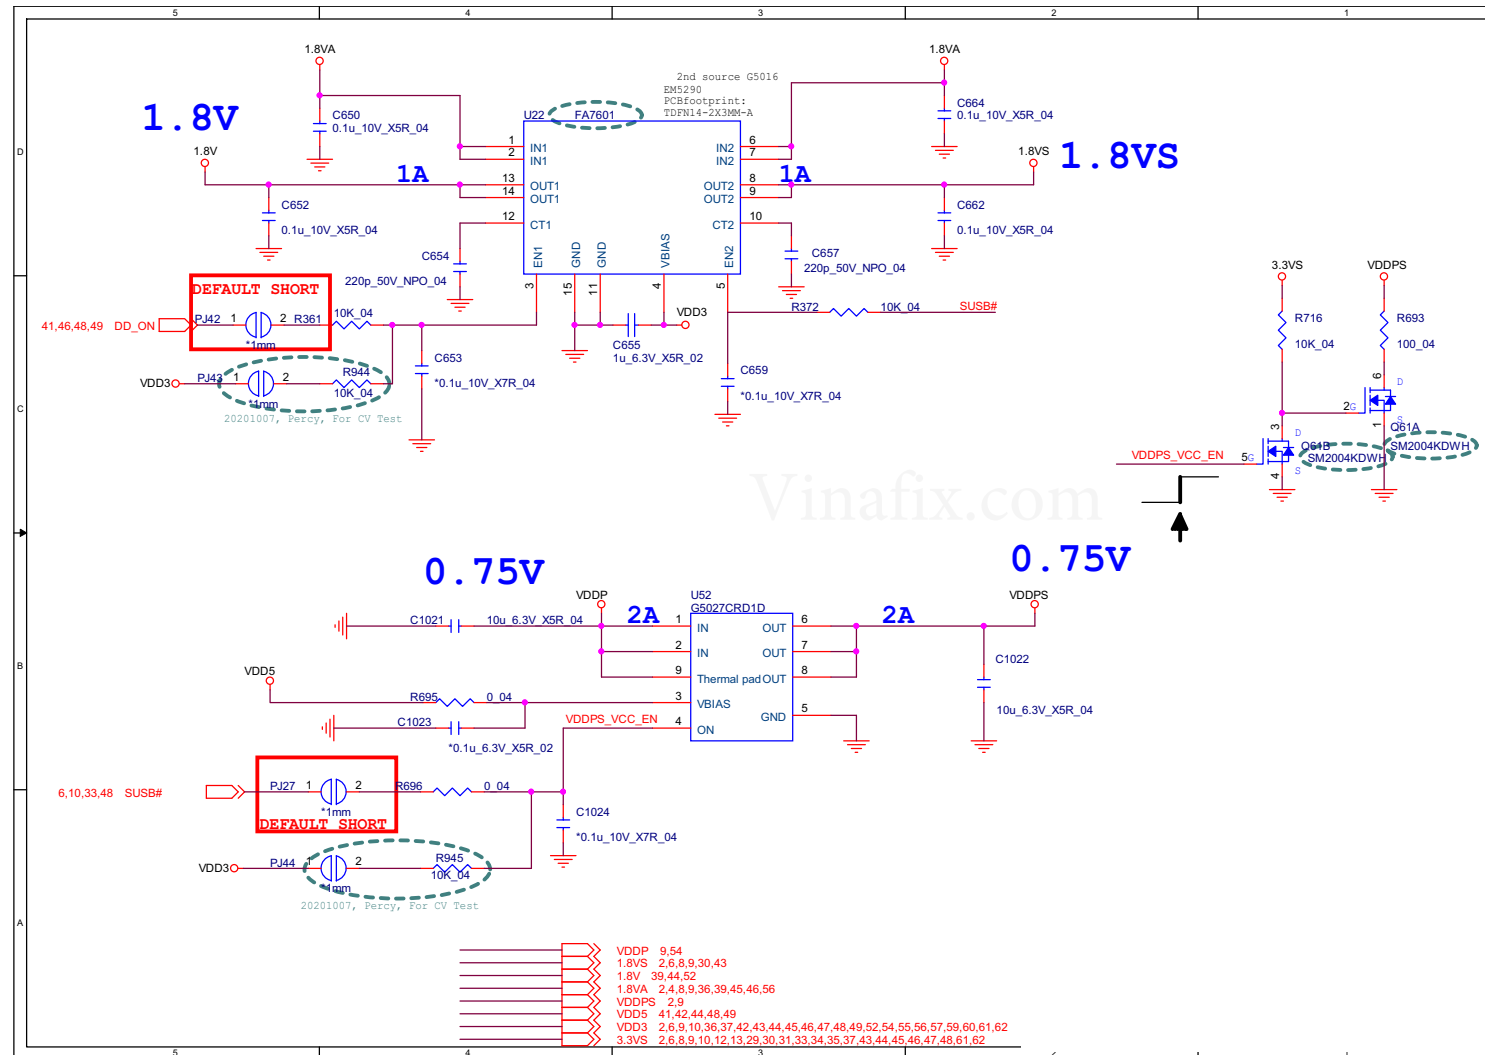 5 4 3 2 1
1.8VA
1.8VA
2nd source G5016
EM5290
PCBfootprint:
TDFN14-2X3MM-A
C650
0.1u_10V_X5R_04
C664
0.1u_10V_X5R_04
1.8V
U22 FA7601
D
D
1.8V
1 IN1
2 IN1
IN2 6
IN2 7
1.8VS
1.8VS
1A
1A
13 OUT1
14 OUT1
OUT2 8
OUT2 9
C652
0.1u_10V_X5R_04
C662
0.1u_10V_X5R_04
12 CT1
CT2 10
C654
220p_50V_NPO_04
C657
220p_50V_NPO_04
EN1 GND GND VBIAS EN2
3 15 11 4 5
3.3VS VDDPS
DEFAULT SHORT
41,46,48,49 DD_ON
PJ42 1 2 R361 10K_04
*1mm
VDD3
R372 10K_04 SUSB#
R716
10K_04
R693
100_04
C655
1u_6.3V_X5R_02
C653
*0.1u_10V_X7R_04
C659
*0.1u_10V_X7R_04
VDD3 PJ43 1 2 R944
*1mm 10K_04
20201007, Percy, For CV Test
C
C
6 D
2 G
1 S
Q61A
SM2004KDWH
3 D
Q61B
SM2004KDWH
VDDPS_VCC_EN 5 G
4 S
Vinafix.com
0.75V
0.75V
VDDP
U52
G5027CRD1D
VDDPS
C1021 10u_6.3V_X5R_04
2A
2A
1 IN OUT 6
2 IN OUT 7
9 Thermal pad OUT 8
3 VBIAS
GND 5
4 ON
B
B
C1022
10u_6.3V_X5R_04
VDD5
R695 0_04
C1023
*0.1u_6.3V_X5R_02
VDDPS_VCC_EN
6,10,33,48 SUSB#
PJ27 1 2 R696 0_04
*1mm
DEFAULT SHORT
C1024
*0.1u_10V_X7R_04
VDD3 PJ44 1 2 R945
*1mm 10K_04
20201007, Percy, For CV Test
A
A
VDDP 9,54
1.8VS 2,6,8,9,30,43
1.8V 39,44,52
1.8VA 2,4,8,9,36,39,45,46,56
VDDPS 2,9
VDD5 41,42,44,48,49
VDD3 2,6,9,10,36,37,42,43,44,45,46,47,48,49,52,54,55,56,57,59,60,61,62
3.3VS 2,6,8,9,10,12,13,29,30,31,33,34,35,37,43,44,45,46,47,48,61,62
5 4 3